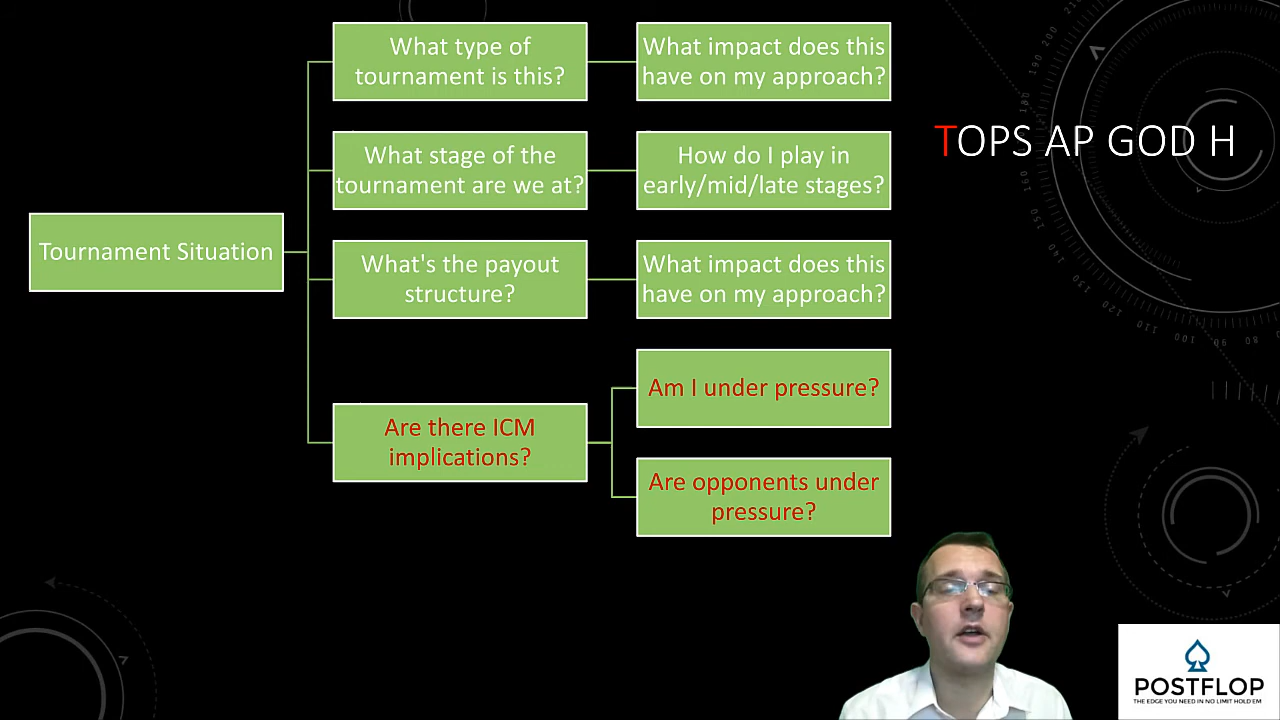 What type of
tournament is this?
What impact does this
have on my approach?
TOPS AP GOD H
What stage of the
tournament are we at?
How do I play in
early/mid/late stages?
Tournament Situation
What's the payout
structure?
What impact does this
have on my approach?
Am I under pressure?
Are there ICM
implications?
Are opponents under
pressure?
POSTFLOP
THE EDGE YOU NEED IN NO LIMIT HOLD EM